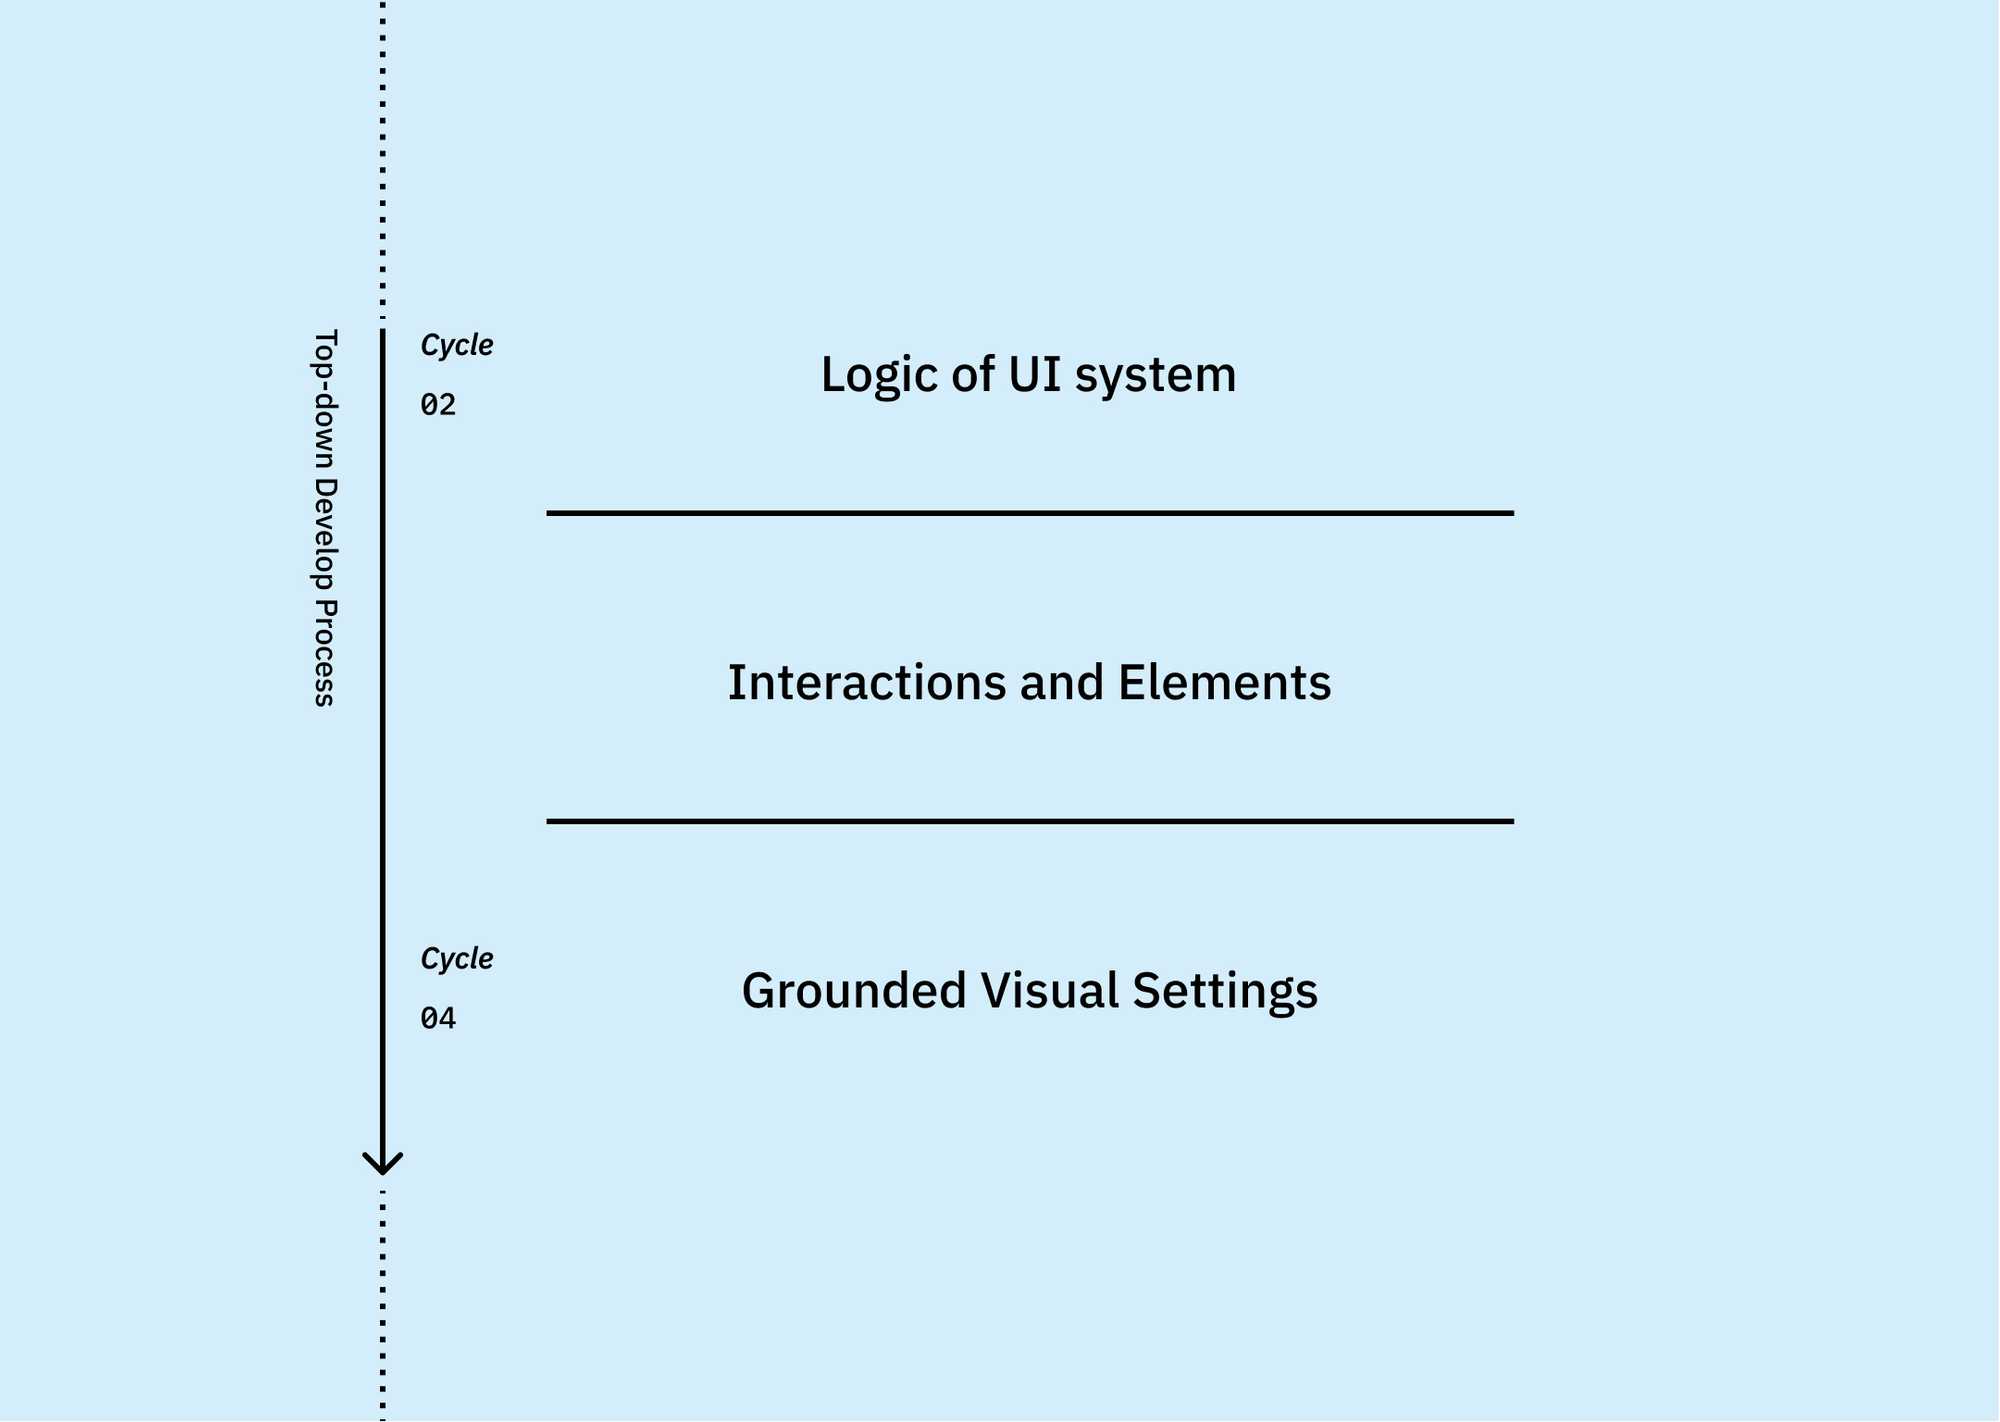 Top-down Develop Process
Cycle
02
Logic of UI system
Interactions and Elements
Cycle
04
Grounded Visual Settings